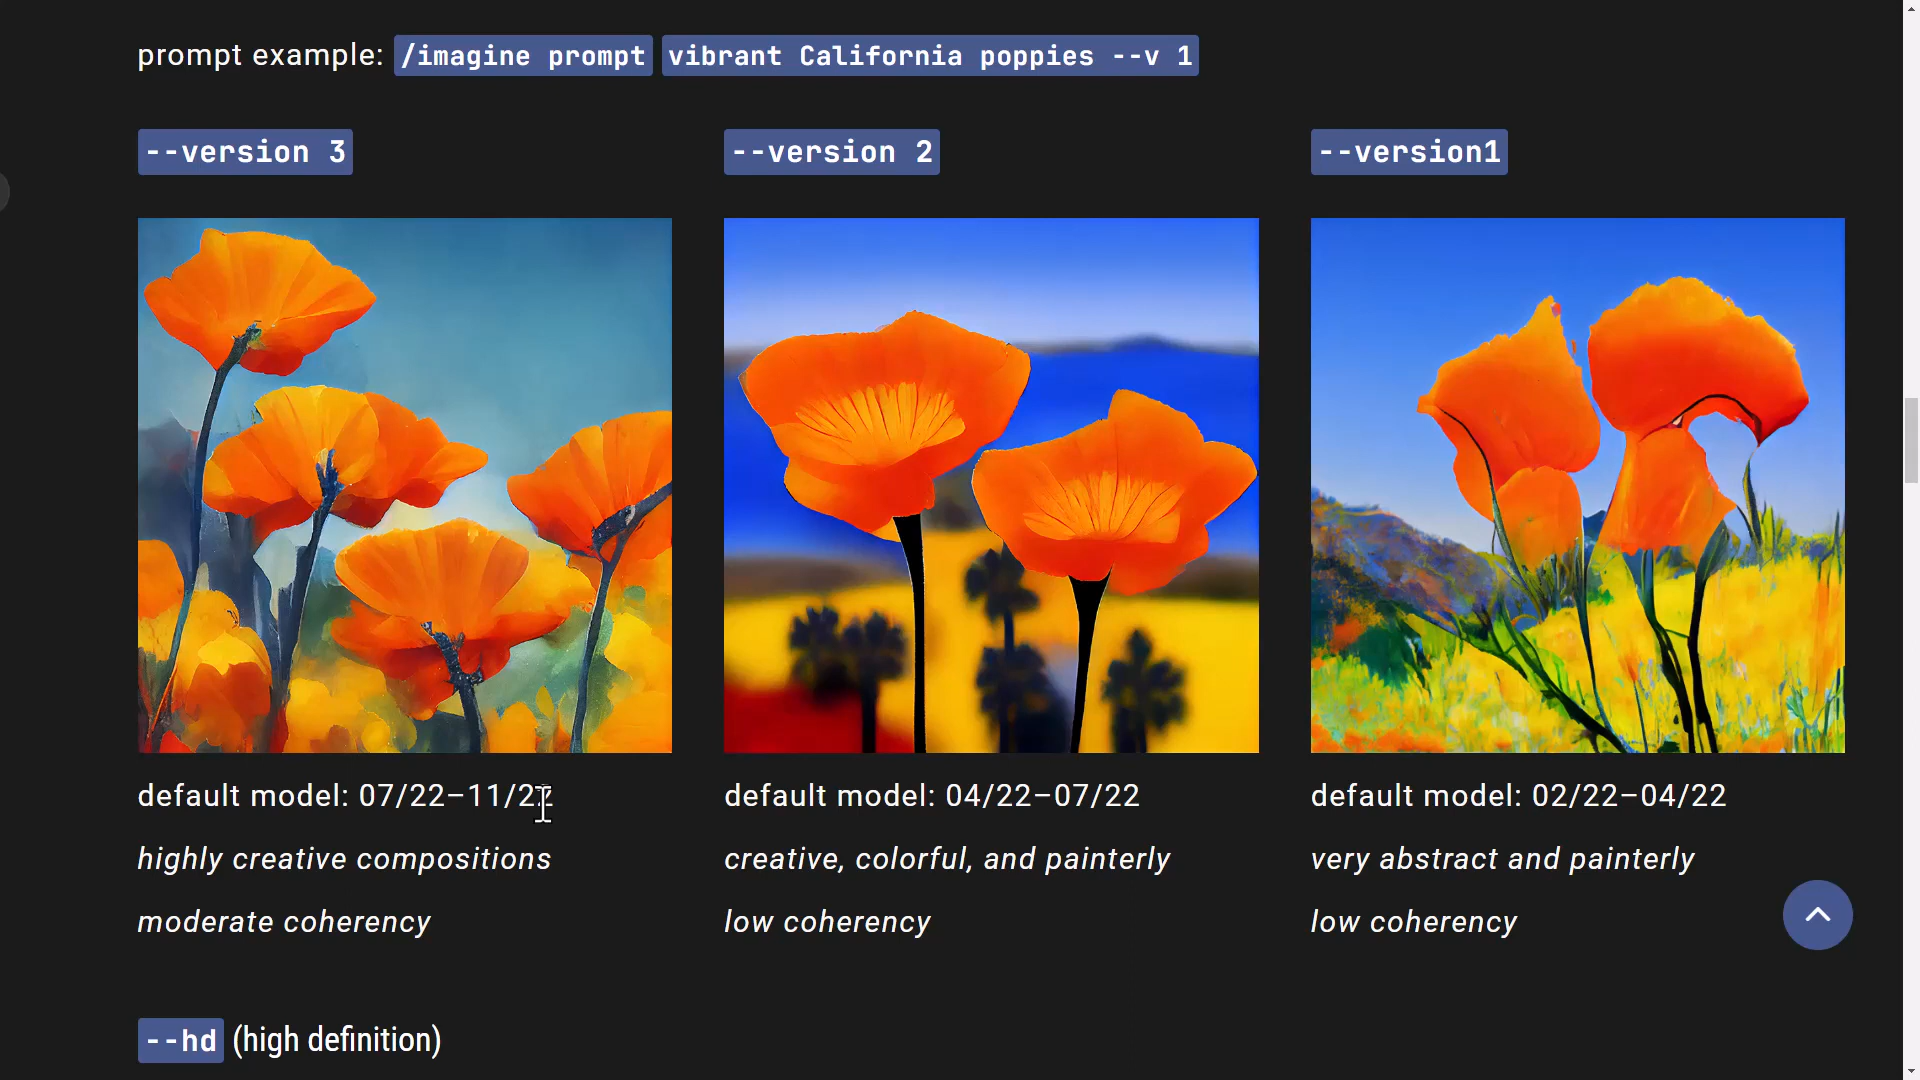 prompt example: /imagine prompt vibrant California poppies --v 1
--version 3
--version 2
--version1
default model: 07/22–11/22
highly creative compositions
moderate coherency
default model: 04/22–07/22
creative, colorful, and painterly
low coherency
default model: 02/22–04/22
very abstract and painterly
low coherency
--hd (high definition)